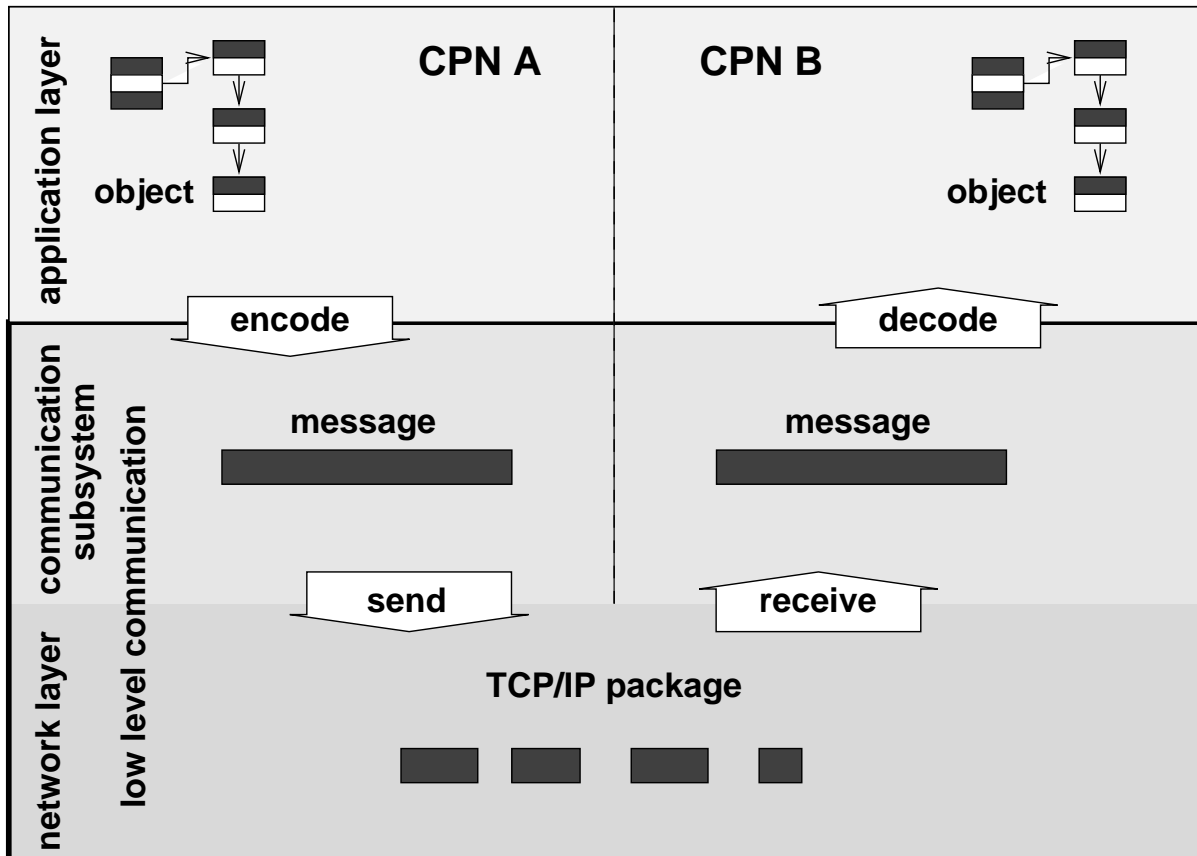 application layer
CPN A
CPN B
object
object
encode
decode
communication
subsystem
low level communication
message
message
send
receive
network layer
TCP/IP package